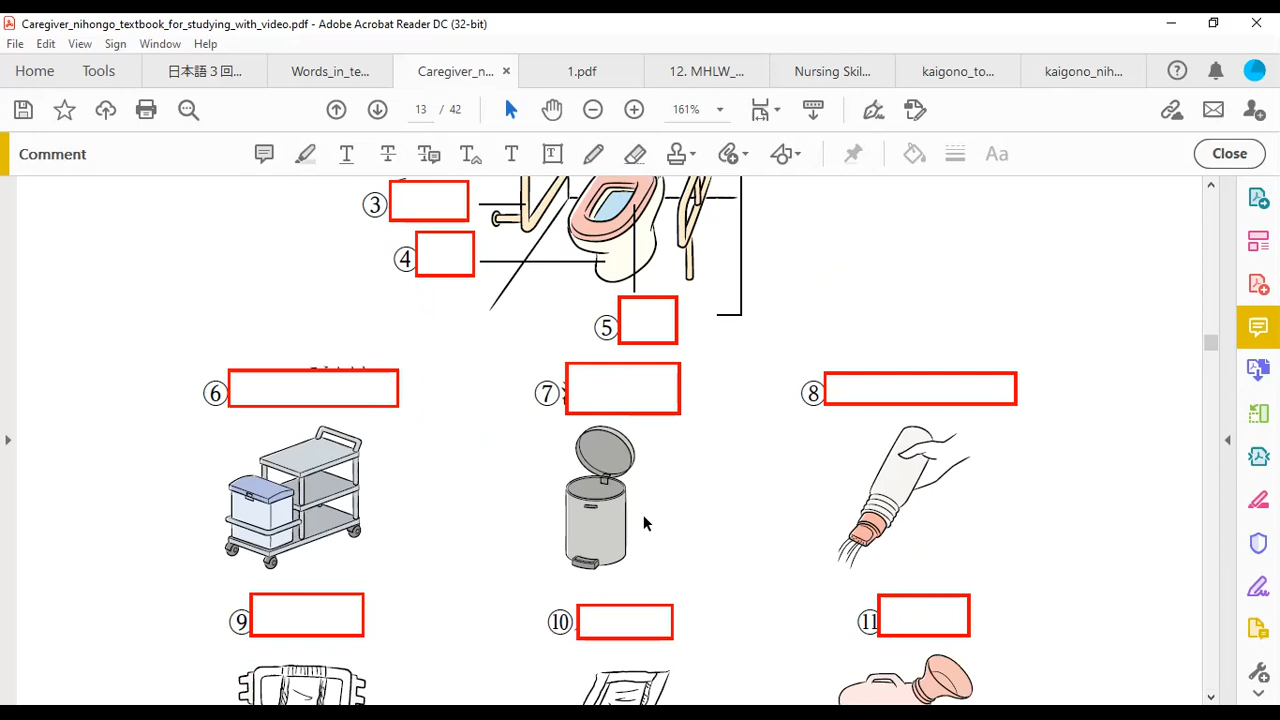 Caregiver_nihongo_textbook_for_studying_with_video.pdf - Adobe Acrobat Reader DC (32-bit)
File Edit View Sign Window Help
Home Tools 日本語３回... Words_in_te... Caregiver_n... 1.pdf 12. MHLW_... Nursing Skil... kaigono_to... kaigono_nih...
13 / 42 161%
Comment Close
③
④
⑤
⑥ ⑦ ⑧
⑨ ⑩ ⑪